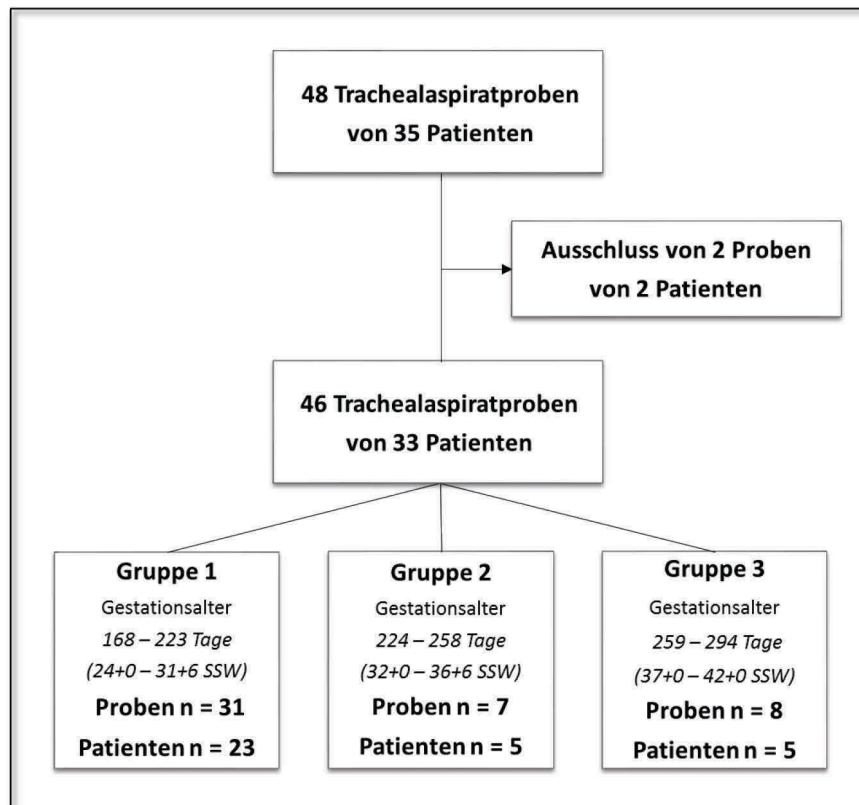 48 Trachealaspiratproben
von 35 Patienten
Ausschluss von 2 Proben
von 2 Patienten
46 Trachealaspiratproben
von 33 Patienten
Gruppe 1
Gestationsalter
168 – 223 Tage
(24+0 – 31+6 SSW)
Proben n = 31
Patienten n = 23
Gruppe 2
Gestationsalter
224 – 258 Tage
(32+0 – 36+6 SSW)
Proben n = 7
Patienten n = 5
Gruppe 3
Gestationsalter
259 – 294 Tage
(37+0 – 42+0 SSW)
Proben n = 8
Patienten n = 5